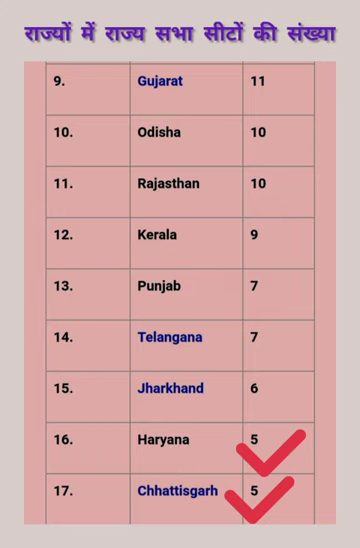 राज्यों में राज्य सभा सीटों की संख्या
9. Gujarat 11
10. Odisha 10
11. Rajasthan 10
12. Kerala 9
13. Punjab 7
14. Telangana 7
15. Jharkhand 6
16. Haryana 5
17. Chhattisgarh 5